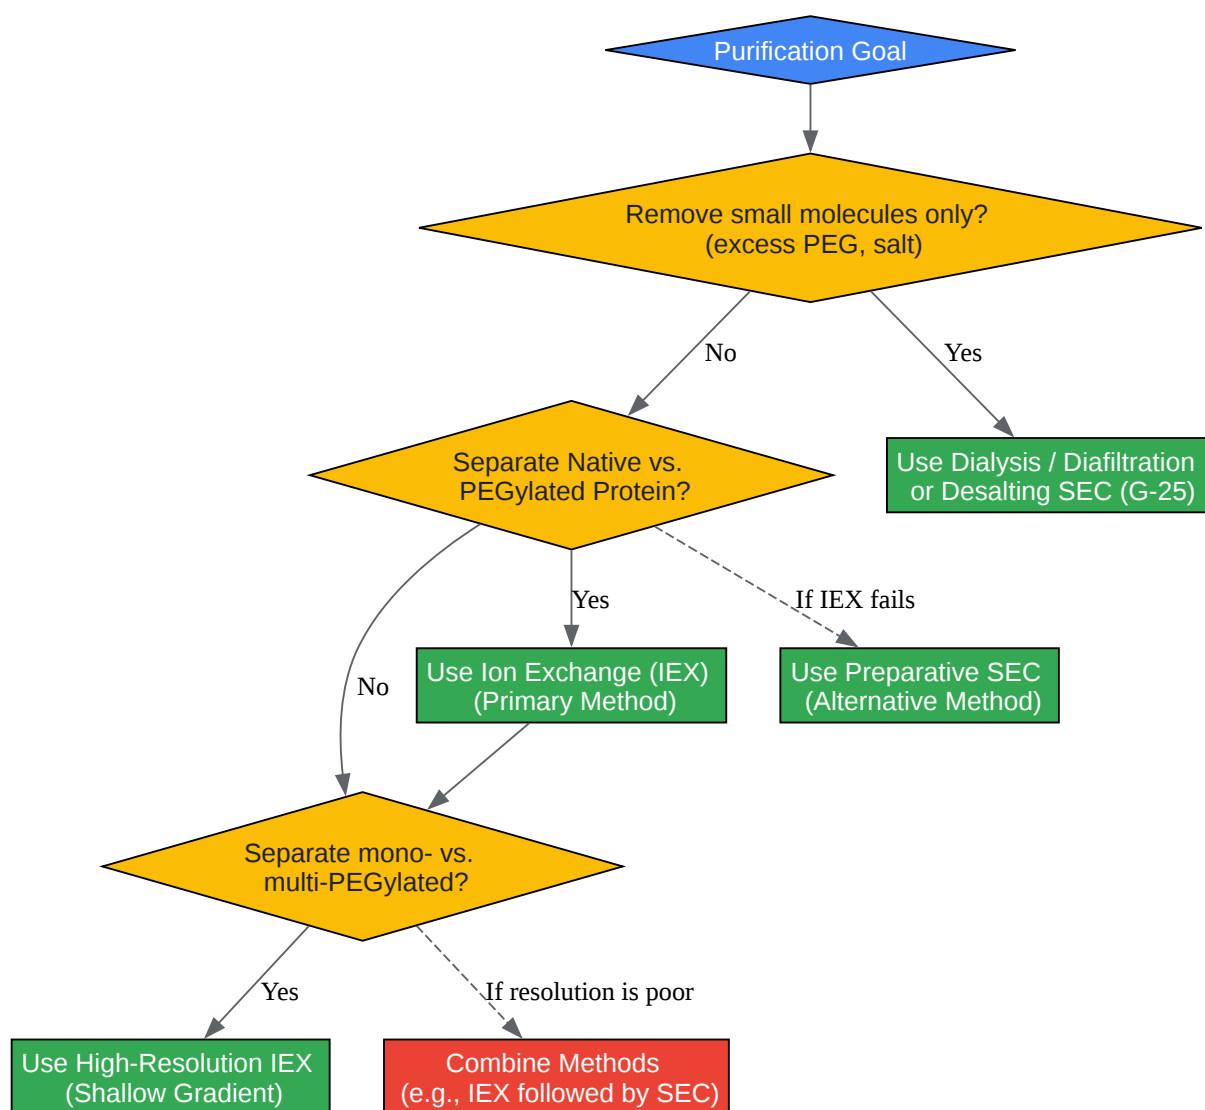 Purification Goal
Remove small molecules only?
(excess PEG, salt)
No
Yes
Separate Native vs.
PEGylated Protein?
Use Dialysis / Diafiltration
or Desalting SEC (G-25)
Yes
If IEX fails
No
Use Ion Exchange (IEX)
(Primary Method)
Use Preparative SEC
(Alternative Method)
Separate mono- vs.
multi-PEGylated?
Yes
If resolution is poor
Use High-Resolution IEX
(Shallow Gradient)
Combine Methods
(e.g., IEX followed by SEC)